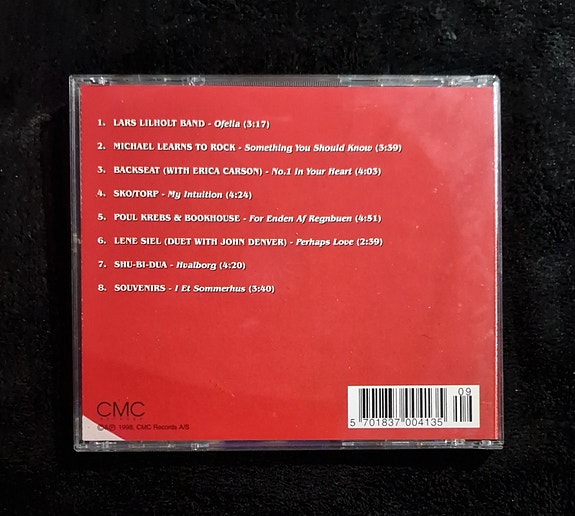 1. LARS LILHOLT BAND - Ofelia (3:17)
2. MICHAEL LEARNS TO ROCK - Something You Should Know (3:39)
3. BACKSEAT (WITH ERICA CARSON) - No.1 In Your Heart (4:03)
4. SKO/TORP - My Intuition (4:24)
5. POUL KREBS & BOOKHOUSE - For Enden Af Regnbuen (4:51)
6. LENE SIEL (DUET WITH JOHN DENVER) - Perhaps Love (2:39)
7. SHU-BI-DUA - Hvalborg (4:20)
8. SOUVENIRS - I Et Sommerhus (3:40)
CMC
RECORDS
©&℗ 1998, CMC Records A/S
09
5 701837 004135